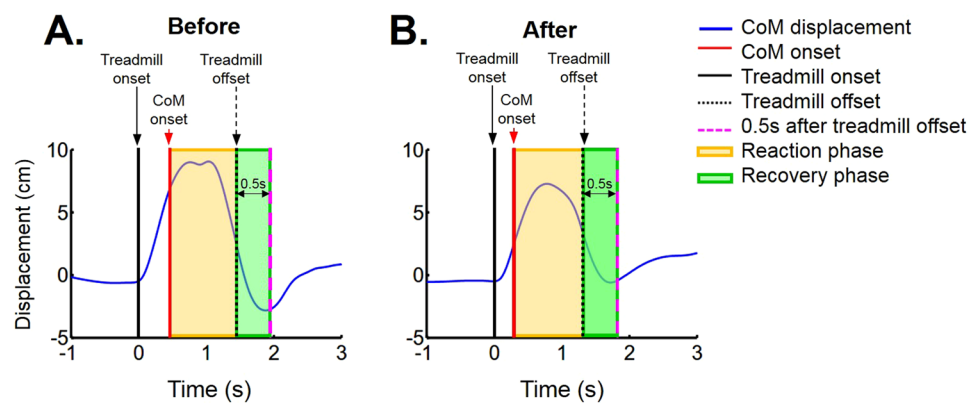 A.
Before
Treadmill
onset
CoM
onset
Treadmill
offset
0.5s
10
5
0
-5
-1
0
1
2
3
Displacement (cm)
Time (s)
B.
After
Treadmill
onset
CoM
onset
Treadmill
offset
0.5s
10
5
0
-5
-1
0
1
2
3
Time (s)
CoM displacement
CoM onset
Treadmill onset
Treadmill offset
0.5s after treadmill offset
Reaction phase
Recovery phase